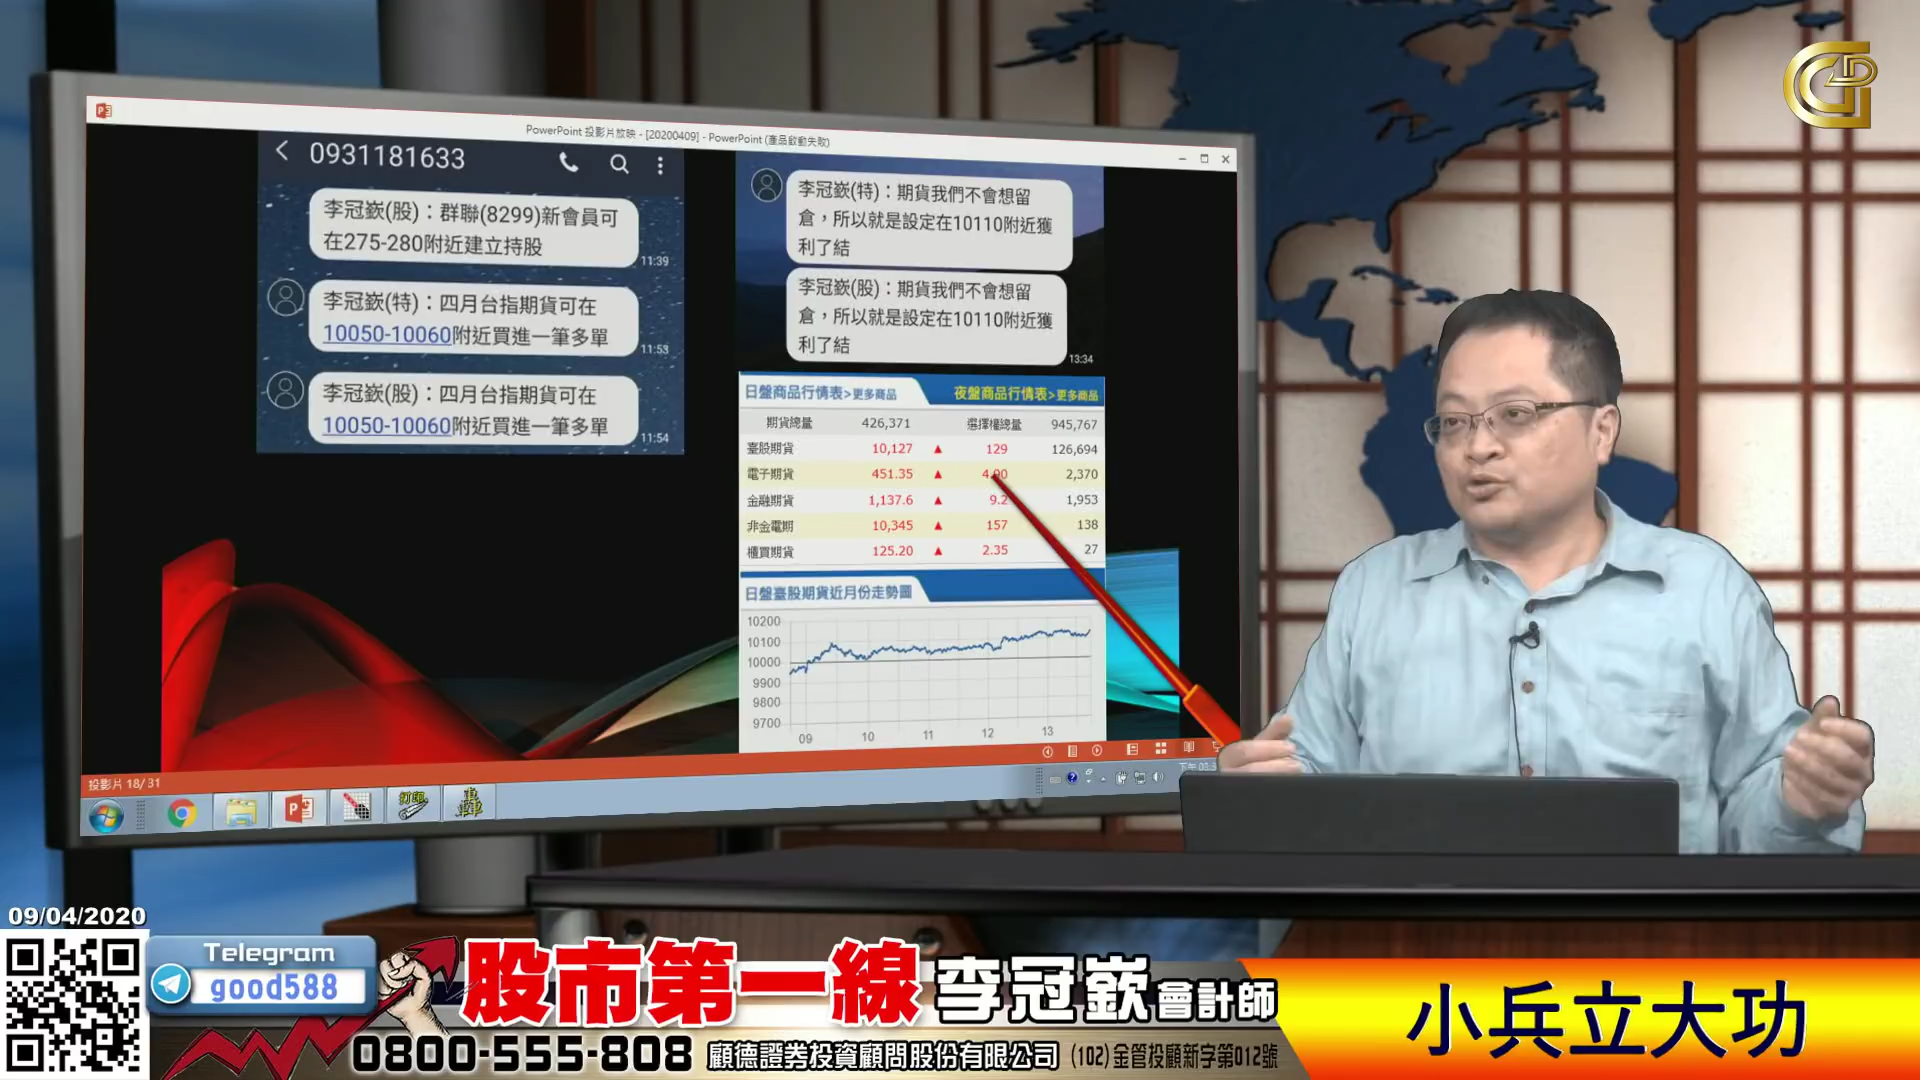 PowerPoint 投影片放映 - [20200409] - PowerPoint (產品啟動失敗)
0931181633
李冠嶔(股)：群聯(8299)新會員可
在275-280附近建立持股
11:39
李冠嶔(特)：四月台指期貨可在
10050-10060附近買進一筆多單
11:53
李冠嶔(股)：四月台指期貨可在
10050-10060附近買進一筆多單
11:54
李冠嶔(特)：期貨我們不會想留
倉，所以就是設定在10110附近獲
利了結
李冠嶔(股)：期貨我們不會想留
倉，所以就是設定在10110附近獲
利了結
13:34
日盤商品行情表>更多商品 夜盤商品行情表>更多商品
期貨總量 426,371 選擇權總量 945,767
臺股期貨 10,127 ▲ 129 126,694
電子期貨 451.35 ▲ 4.90 2,370
金融期貨 1,137.6 ▲ 9.2 1,953
非金電期 10,345 ▲ 157 138
櫃買期貨 125.20 ▲ 2.35 27
日盤臺股期貨近月份走勢圖
10200
10100
10000
9900
9800
9700
09 10 11 12 13
投影片 18/31
打印
09/04/2020
Telegram
good588
股市第一線 李冠嶔 會計師
0800-555-808 顧德證券投資顧問股份有限公司 (102)金管投顧新字第012號
小兵立大功